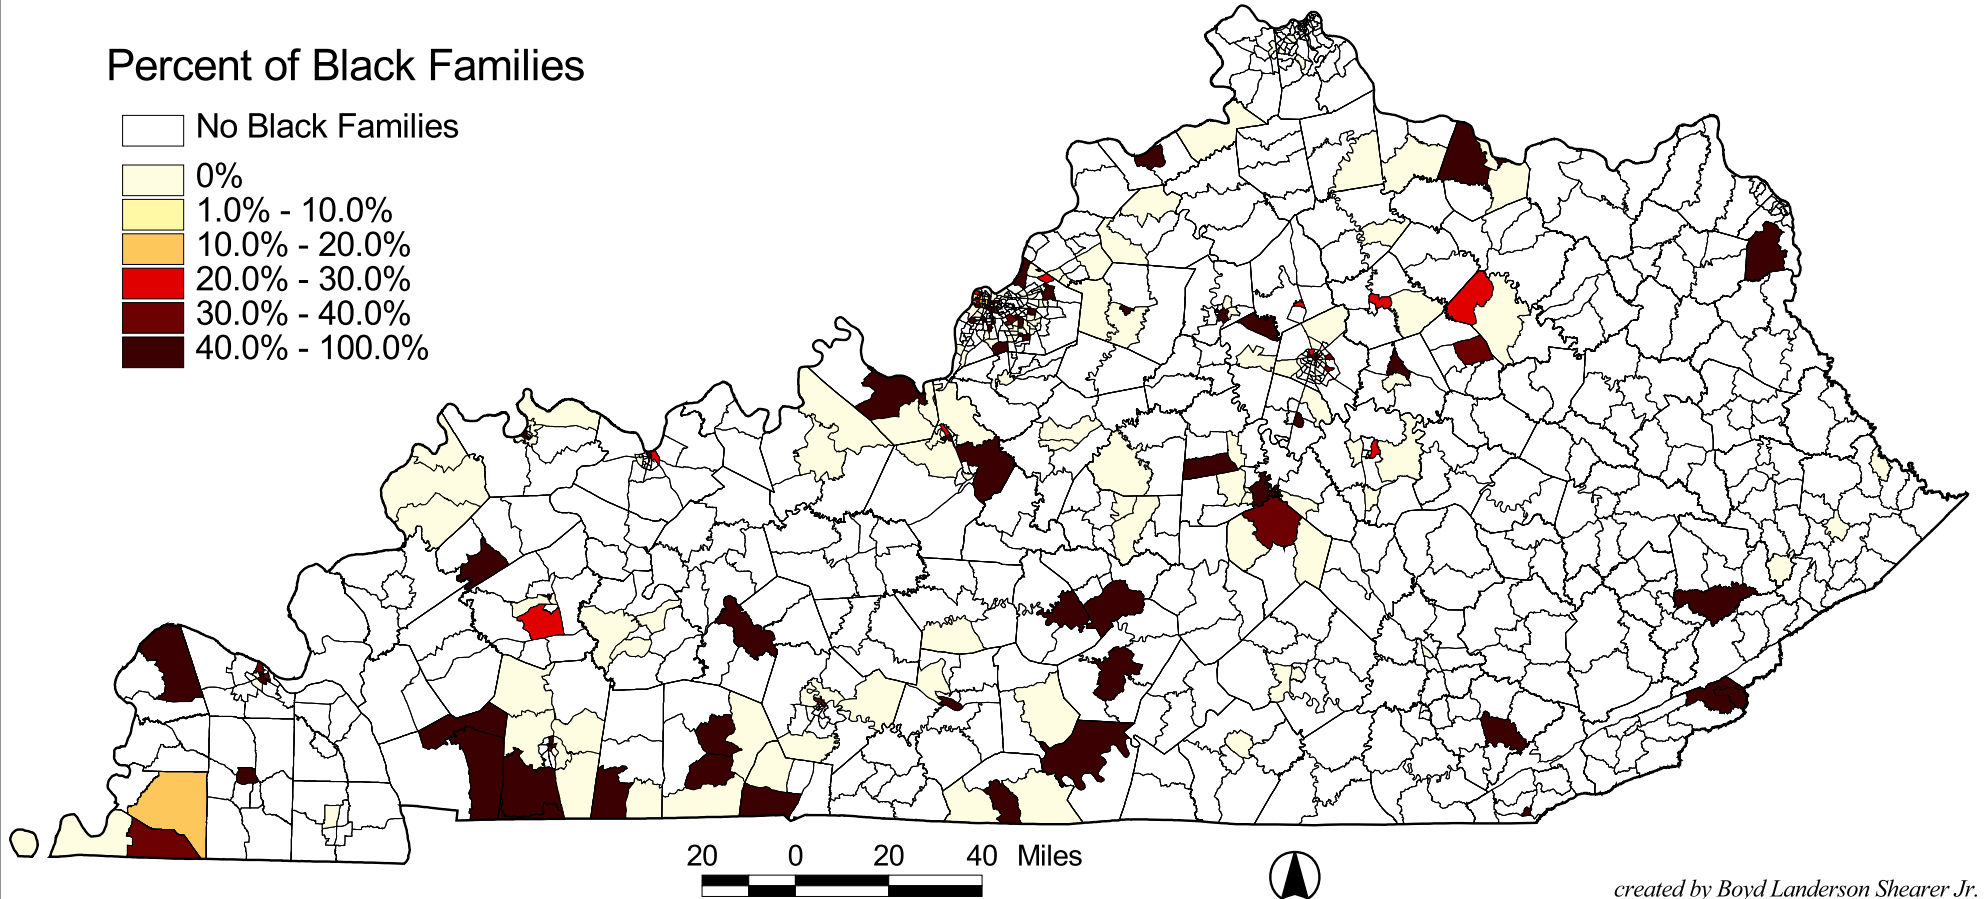 Percent of Black Families
No Black Families
0%
1.0% - 10.0%
10.0% - 20.0%
20.0% - 30.0%
30.0% - 40.0%
40.0% - 100.0%
20 0 20 40 Miles
created by Boyd Landerson Shearer Jr.